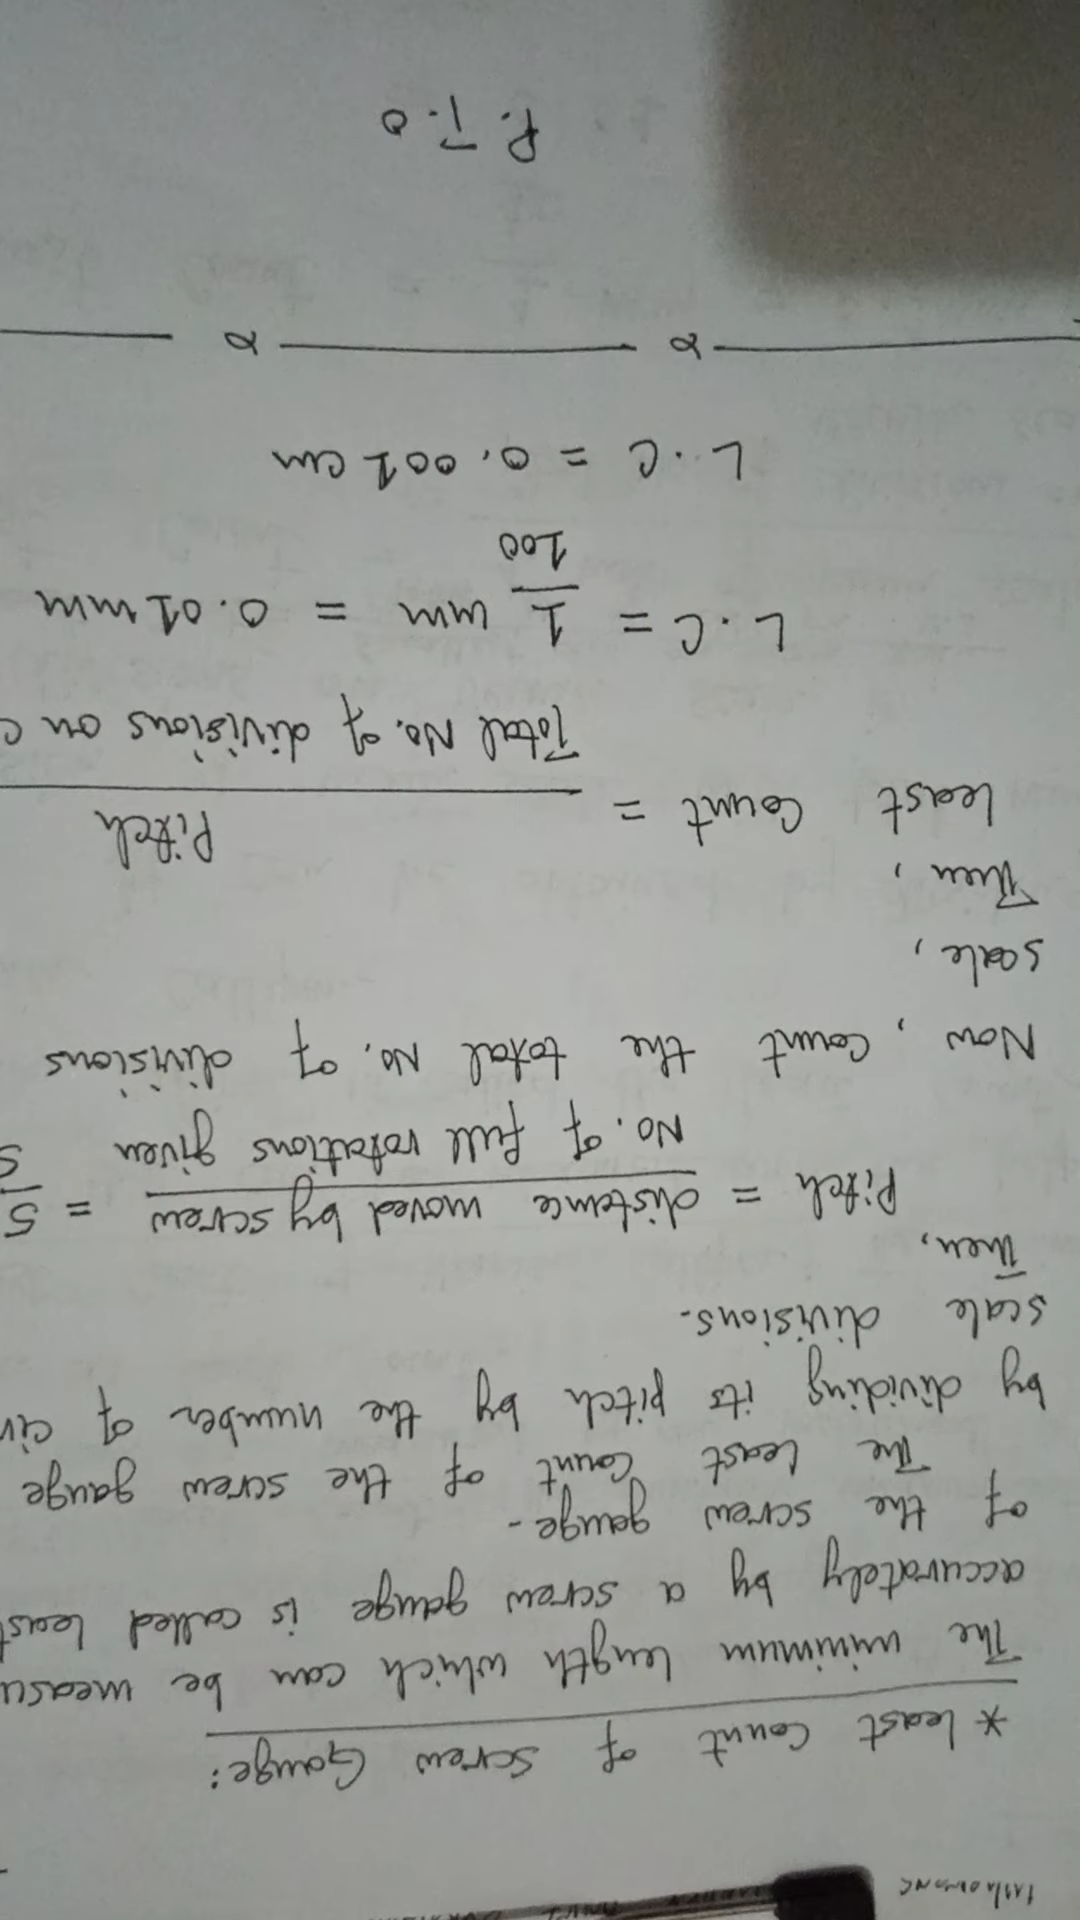 * Least Count of Screw Gauge:
The minimum length which can be
accurately by a screw gauge is called least
of the screw gauge.
The least count of the screw gauge
by dividing its pitch by the number of
scale divisions.
Then,
Pitch = distance moved by screw = 5
No. of full rotations given 5
Now, count the total No. of divisions
scale,
Then,
Least Count = Pitch
Total No. of divisions on
L.C = 1 mm = 0.01 mm
100
L.C = 0.001 cm
P.T.O